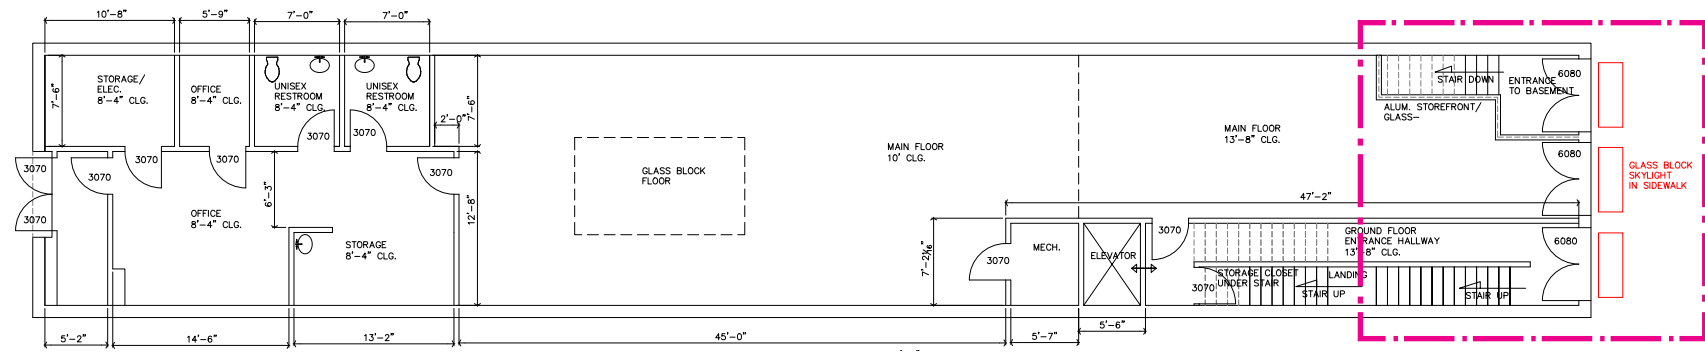 10'-8"
5'-9"
7'-0"
7'-0"
7'-6"
STORAGE/
ELEC.
8'-4" CLG.
OFFICE
8'-4" CLG.
UNISEX
RESTROOM
8'-4" CLG.
UNISEX
RESTROOM
8'-4" CLG.
7'-6"
2'-0"
3070
3070
3070
3070
3070
3070
3070
3070
OFFICE
8'-4" CLG.
6'-3"
STORAGE
8'-4" CLG.
12'-8"
GLASS BLOCK
FLOOR
MAIN FLOOR
10' CLG.
MAIN FLOOR
13'-8" CLG.
STAIR DOWN
ENTRANCE
TO BASEMENT
ALUM. STOREFRONT/
GLASS-
6080
6080
6080
GLASS BLOCK
SKYLIGHT
IN SIDEWALK
47'-2"
MECH.
3070
ELEVATOR
3070
GROUND FLOOR
ENTRANCE HALLWAY
13'-8" CLG.
STORAGE CLOSET
UNDER STAIR
LANDING
3070
STAIR UP
STAIR UP
5'-2"
14'-6"
13'-2"
45'-0"
5'-7"
5'-6"